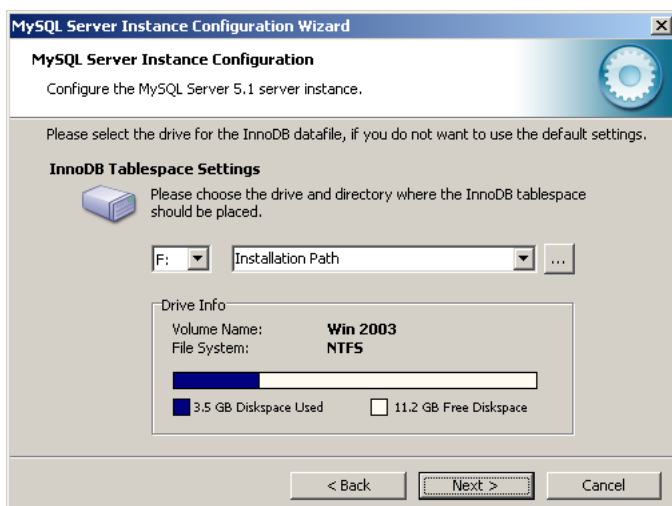 MySQL Server Instance Configuration Wizard
MySQL Server Instance Configuration
Configure the MySQL Server 5.1 server instance.
Please select the drive for the InnoDB datafile, if you do not want to use the default settings.
InnoDB Tablespace Settings
Please choose the drive and directory where the InnoDB tablespace
should be placed.
F: Installation Path ...
Drive Info
Volume Name: Win 2003
File System: NTFS
3.5 GB Diskspace Used 11.2 GB Free Diskspace
< Back Next > Cancel